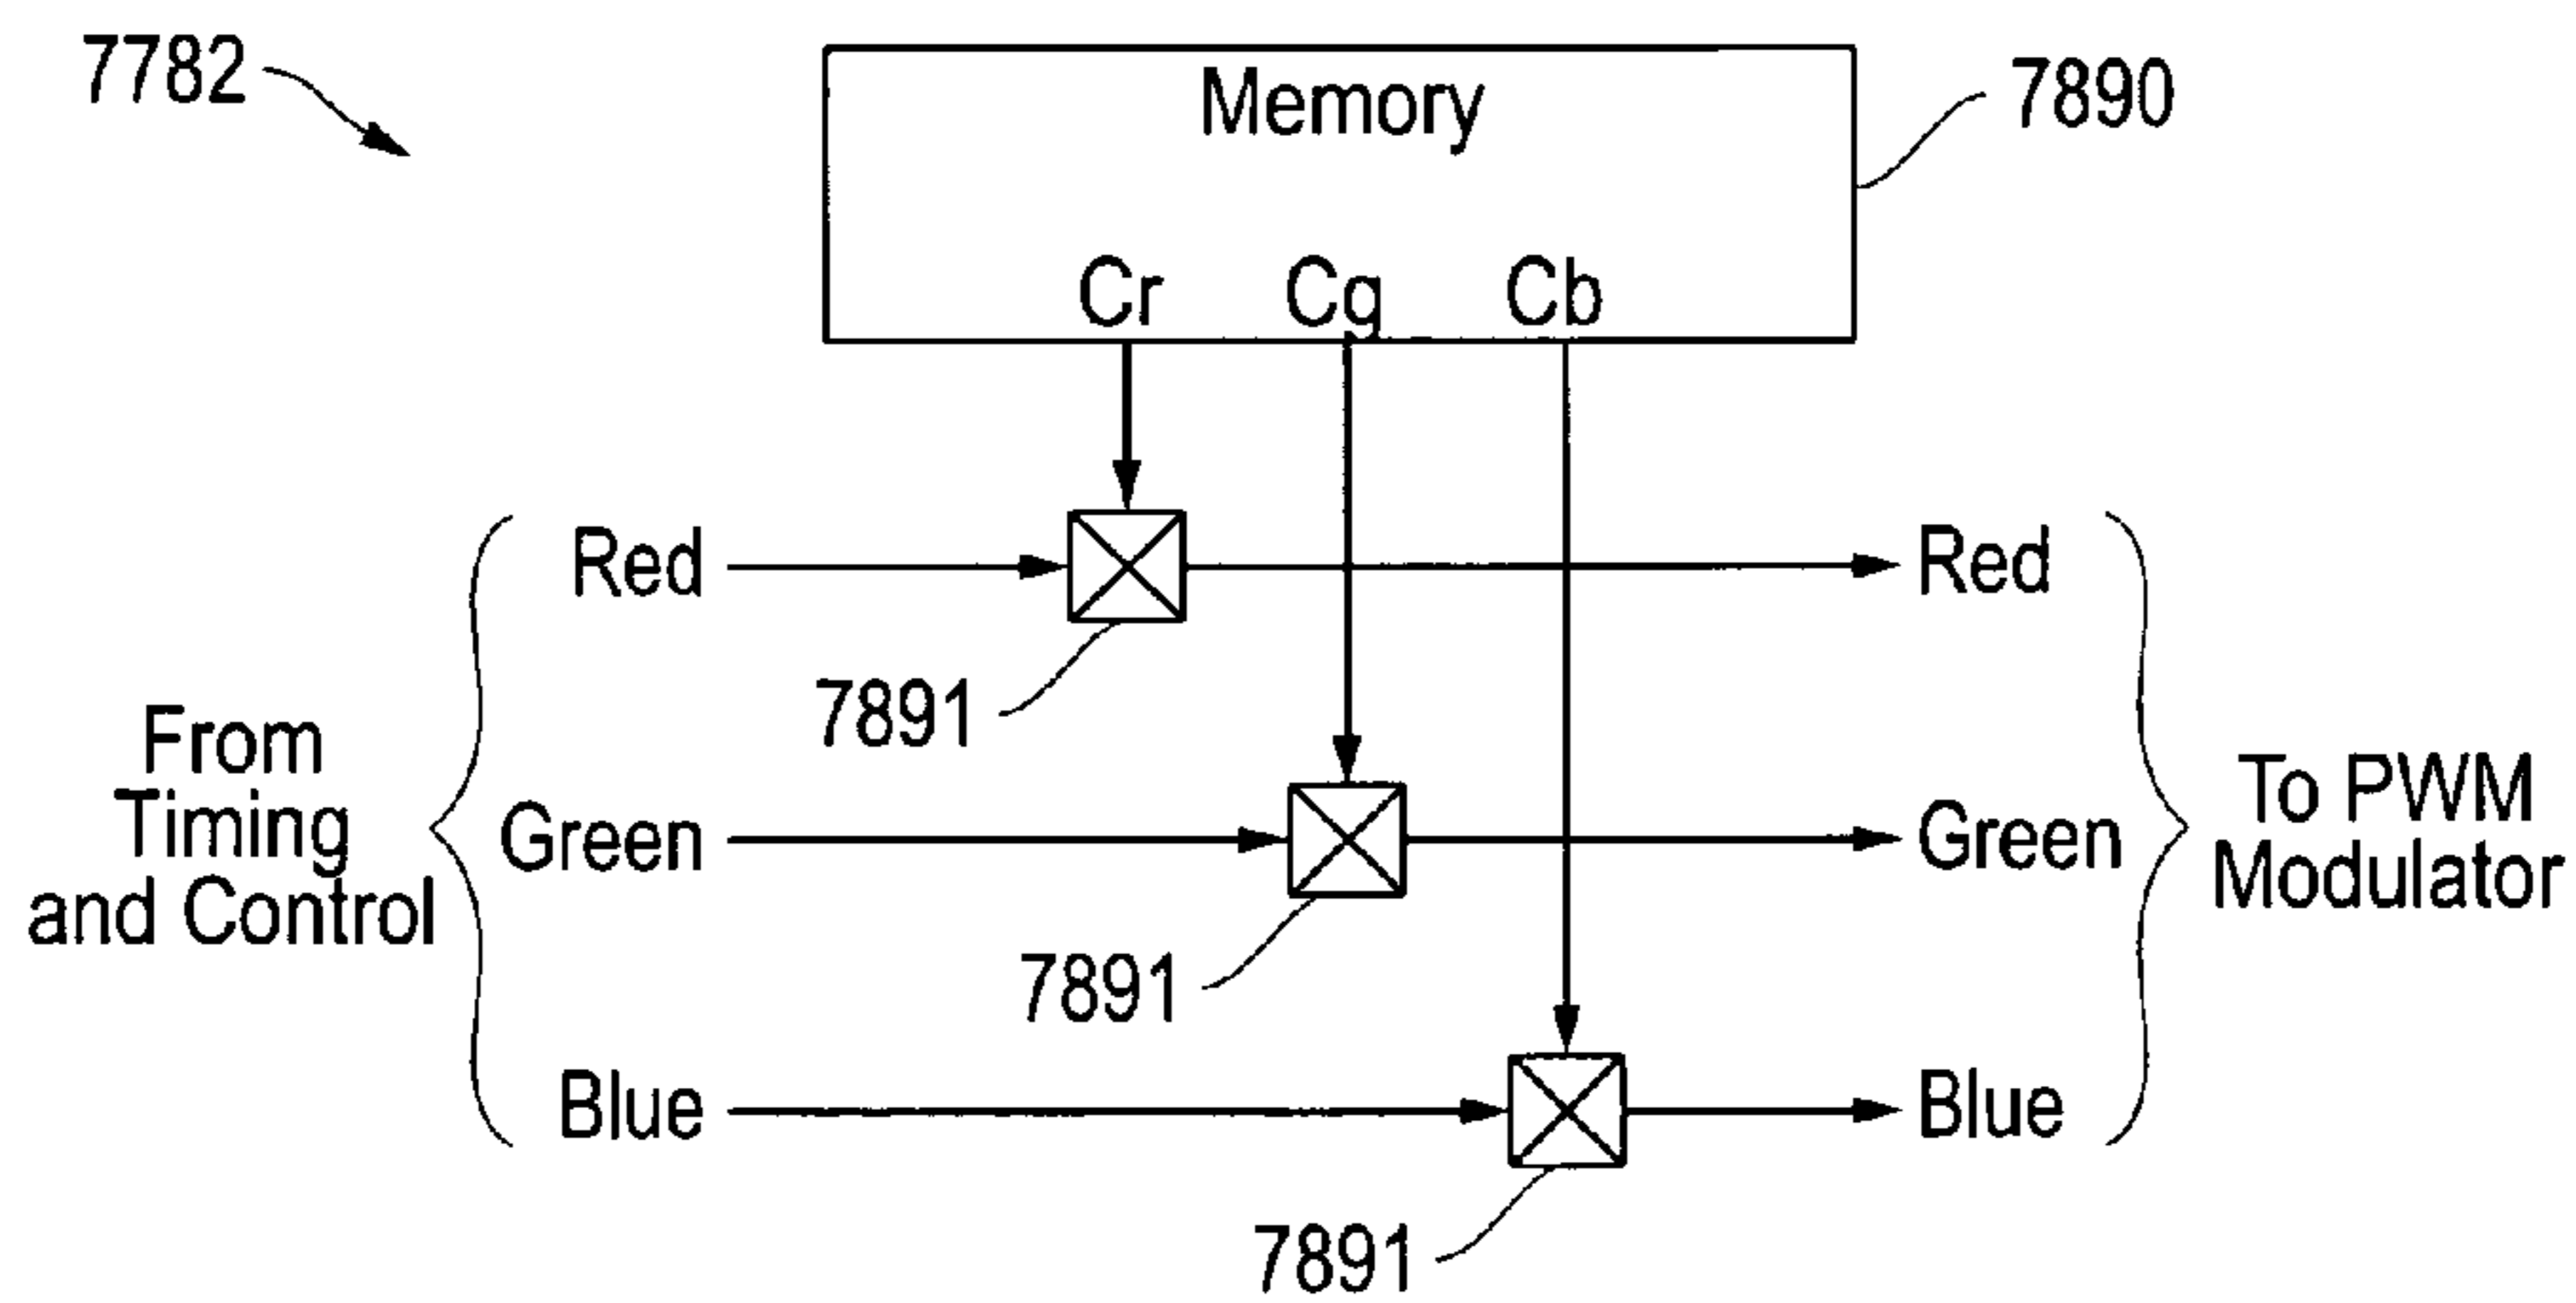 7782
Memory
7890
Cr Cg Cb
Red
Red
7891
From
Timing
and Control
Green
Green
To PWM
Modulator
7891
Blue
Blue
7891